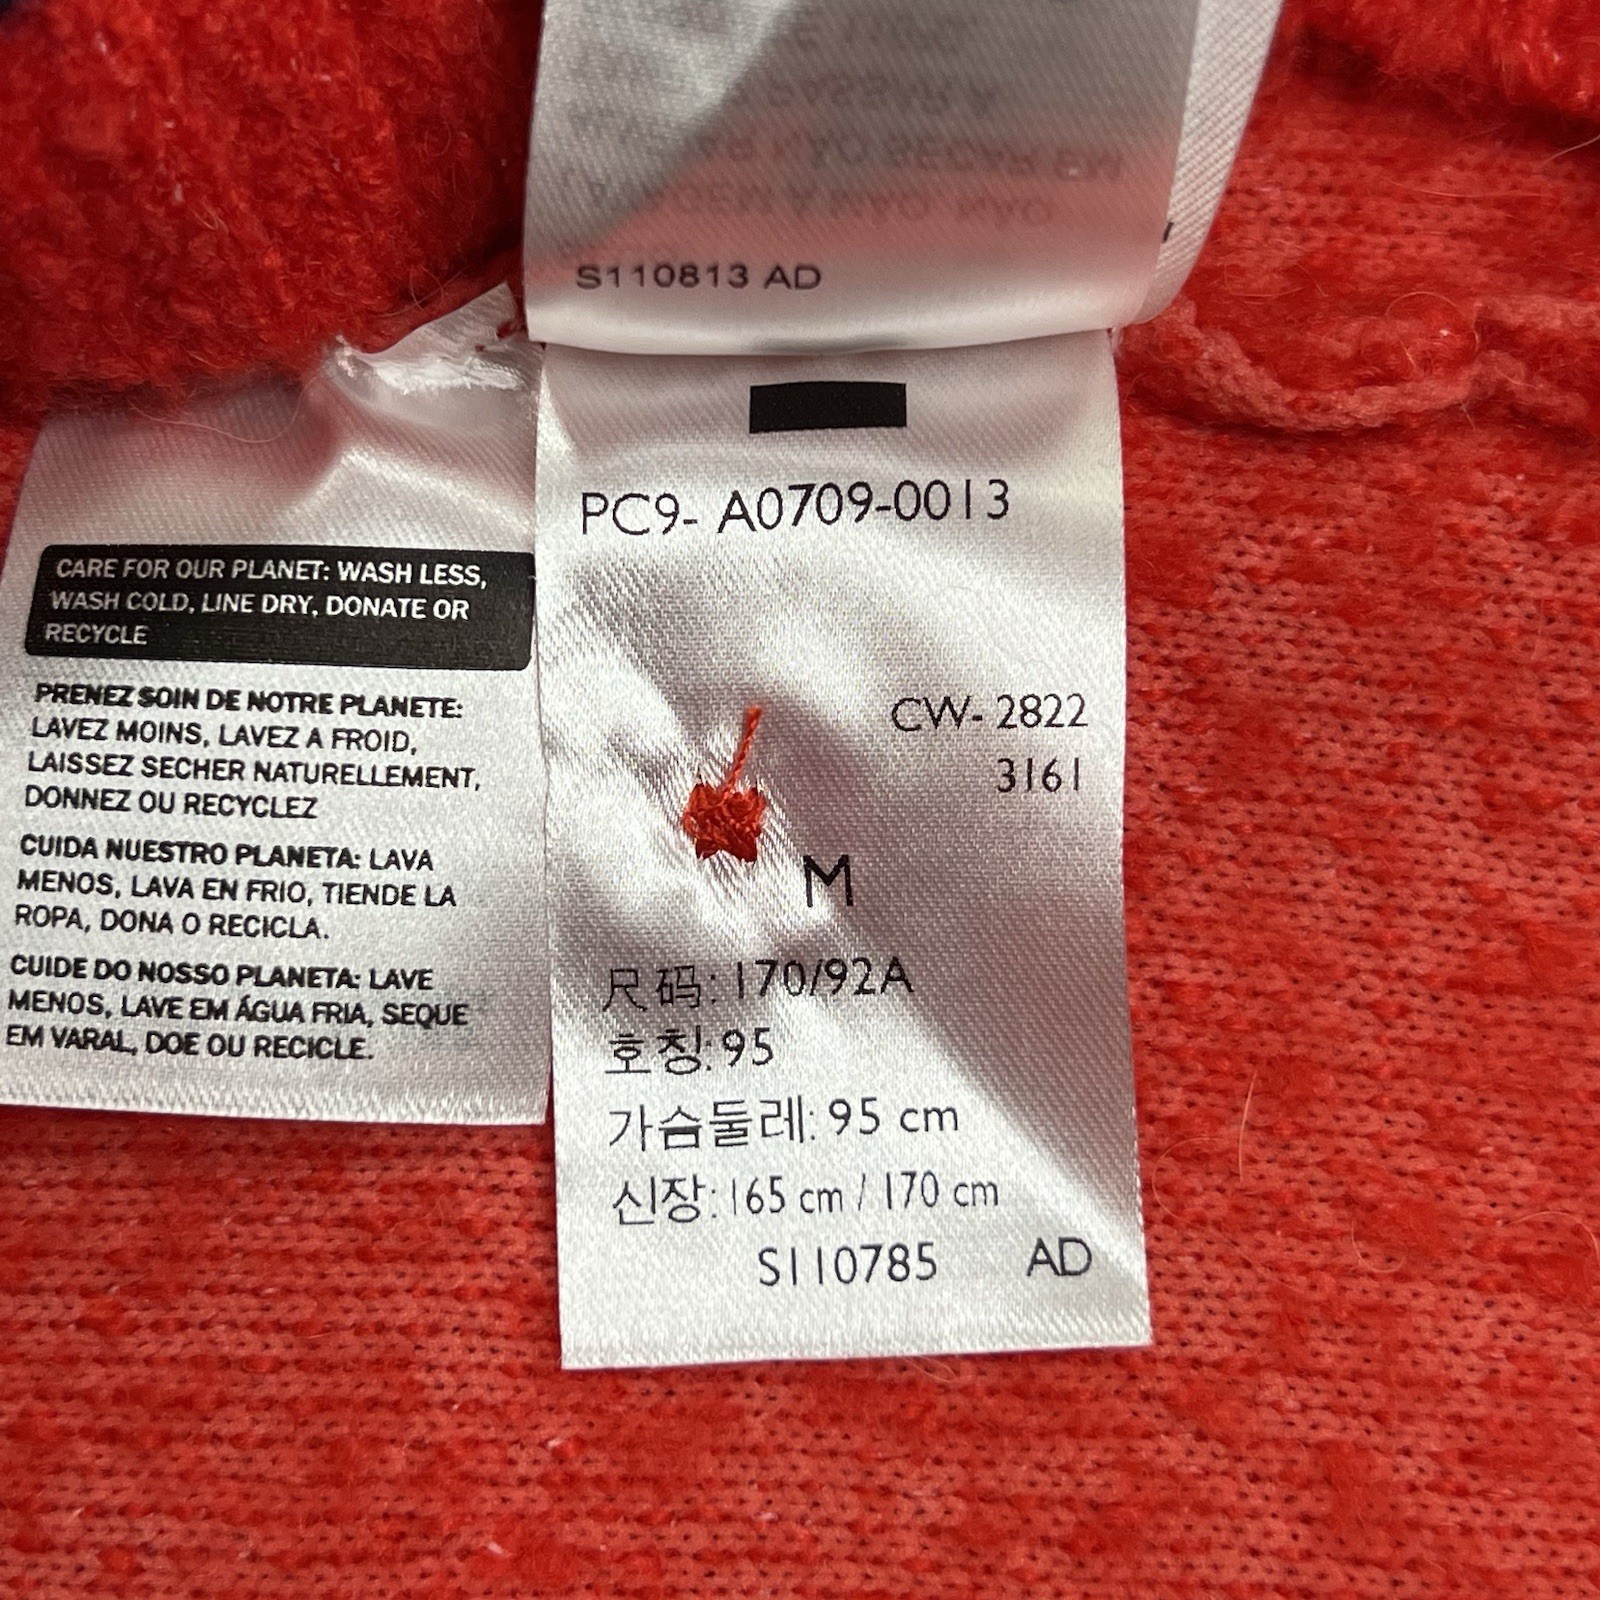 S110813 AD
CARE FOR OUR PLANET: WASH LESS,
WASH COLD, LINE DRY, DONATE OR
RECYCLE
PRENEZ SOIN DE NOTRE PLANETE:
LAVEZ MOINS, LAVEZ A FROID,
LAISSEZ SECHER NATURELLEMENT,
DONNEZ OU RECYCLEZ
CUIDA NUESTRO PLANETA: LAVA
MENOS, LAVA EN FRIO, TIENDE LA
ROPA, DONA O RECICLA.
CUIDE DO NOSSO PLANETA: LAVE
MENOS, LAVE EM ÁGUA FRIA, SEQUE
EM VARAL, DOE OU RECICLE.
PC9- A0709-0013
CW- 2822
3161
M
尺码: 170/92A
호칭: 95
가슴둘레: 95 cm
신장: 165 cm / 170 cm
S110785 AD